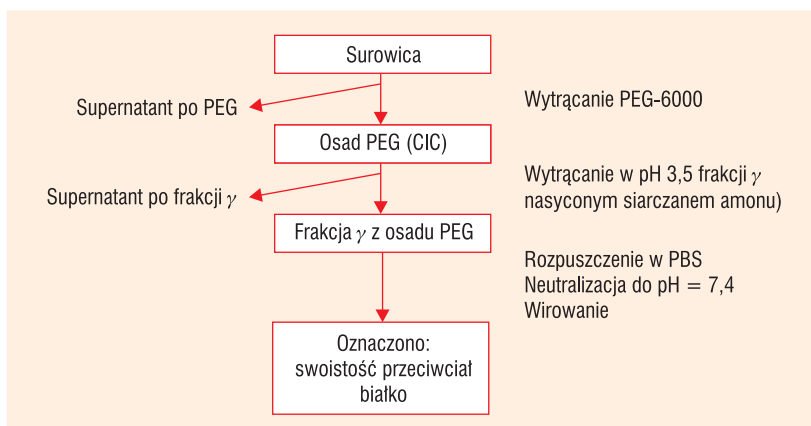 Surowica
Supernatant po PEG
Wytrącanie PEG-6000
Osad PEG (CIC)
Supernatant po frakcji γ
Wytrącanie w pH 3,5 frakcji γ
nasyconym siarczanem amonu)
Frakcja γ z osadu PEG
Rozpuszczenie w PBS
Neutralizacja do pH = 7,4
Wirowanie
Oznaczono:
swoistość przeciwciał
białko